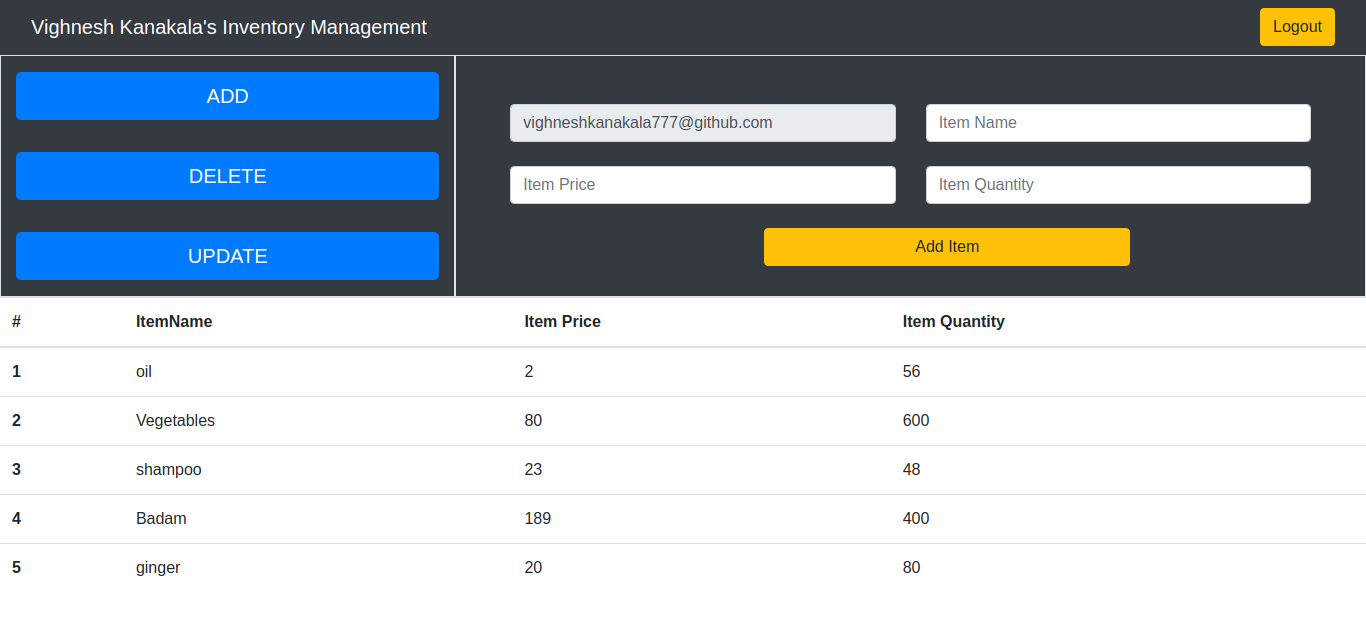 Vighnesh Kanakala's Inventory Management
Logout
ADD
DELETE
UPDATE
vighneshkanakala777@github.com
Item Name
Item Price
Item Quantity
Add Item
# ItemName Item Price Item Quantity
1 oil 2 56
2 Vegetables 80 600
3 shampoo 23 48
4 Badam 189 400
5 ginger 20 80